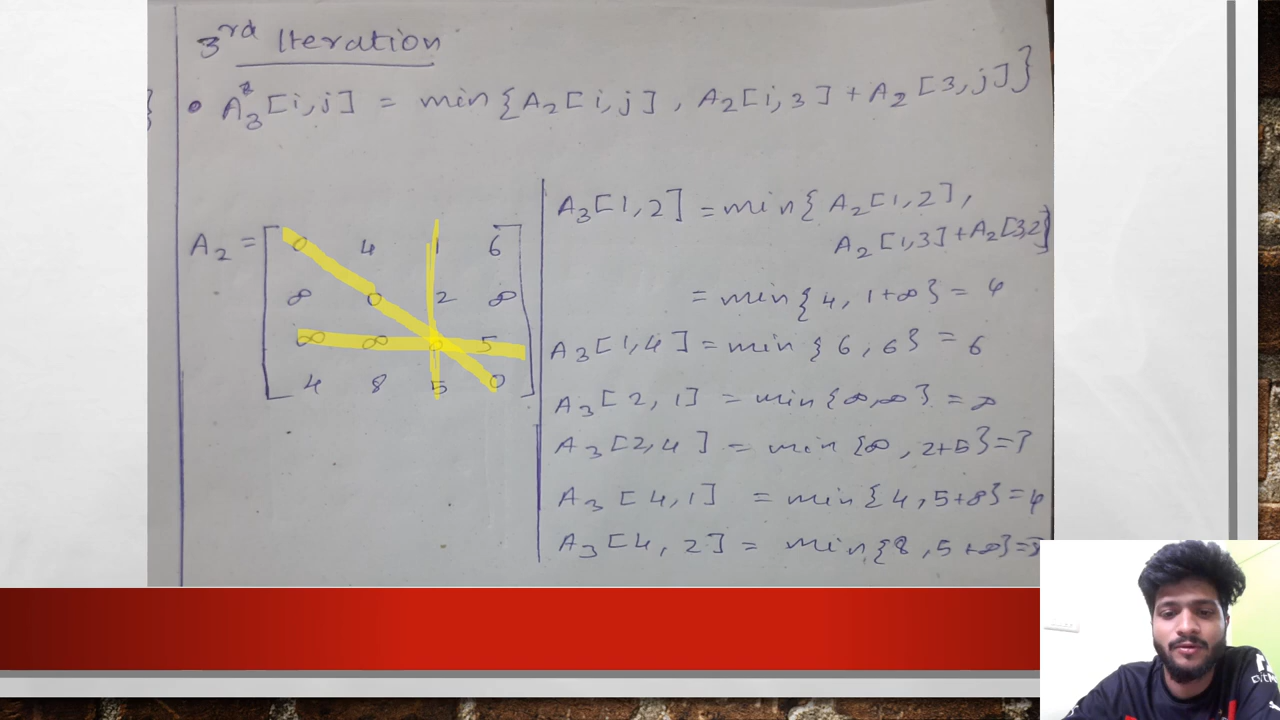 3rd Iteration
• A3[i,j] = min{A2[i,j], A2[i,3]+A2[3,j]}
A2 = [0 4 1 6
∞ 0 2 ∞
∞ ∞ 0 5
4 8 5 0]
A3[1,2] = min{A2[1,2],
A2[1,3]+A2[3,2]}
= min{4, 1+∞} = 4
A3[1,4] = min{6,6} = 6
A3[2,1] = min{∞,∞} = ∞
A3[2,4] = min{∞, 2+5}=7
A3[4,1] = min{4,5+8}=4
A3[4,2] = min{8,5+∞}=